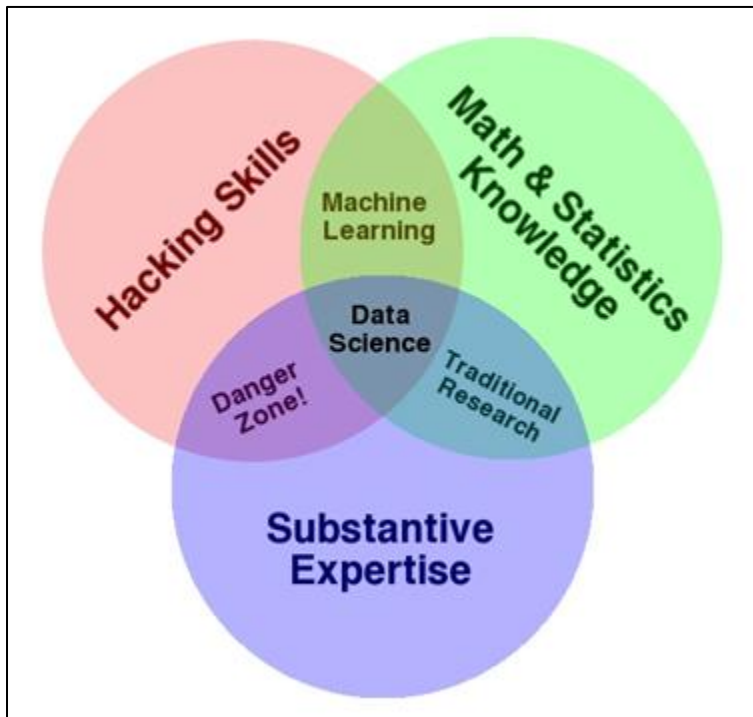 Hacking Skills
Math & Statistics
Knowledge
Machine
Learning
Data
Science
Danger
Zone!
Traditional
Research
Substantive
Expertise